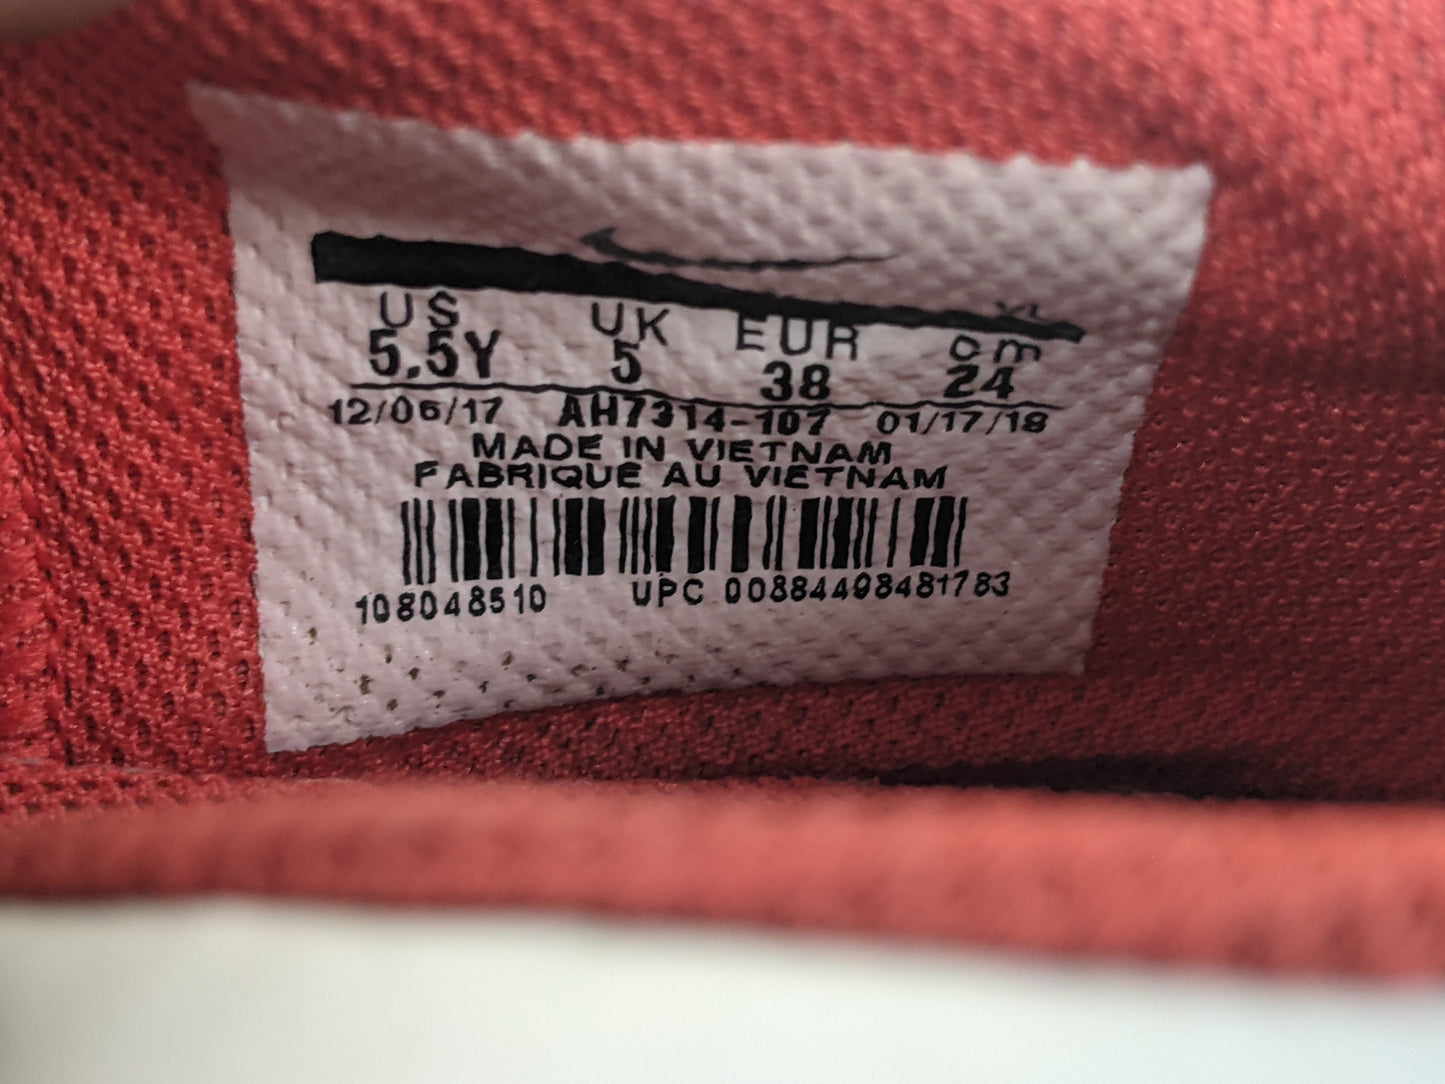 US UK EUR cm
5.5Y 5 38 24
12/06/17 AH7314-107 01/17/18
MADE IN VIETNAM
FABRIQUE AU VIETNAM
108048510 UPC 00884498481783